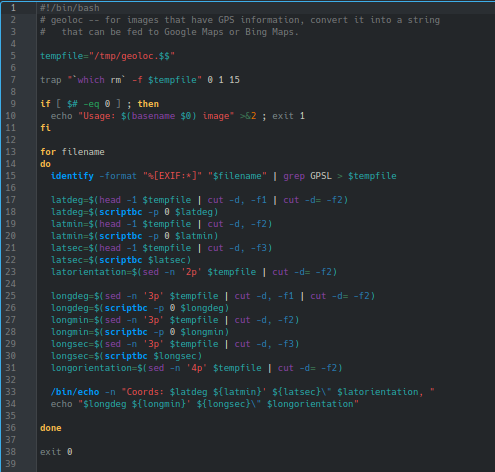 1 #!/bin/bash
2 # geoloc -- for images that have GPS information, convert it into a string
3 #   that can be fed to Google Maps or Bing Maps.
4
5 tempfile="/tmp/geoloc.$$"
6
7 trap "`which rm` -f $tempfile" 0 1 15
8
9 if [ $# -eq 0 ] ; then
10   echo "Usage: $(basename $0) image" >&2 ; exit 1
11 fi
12
13 for filename
14 do
15   identify -format "%[EXIF:*]" "$filename" | grep GPSL > $tempfile
16
17   latdeg=$(head -1 $tempfile | cut -d, -f1 | cut -d= -f2)
18   latdeg=$(scriptbc -p 0 $latdeg)
19   latmin=$(head -1 $tempfile | cut -d, -f2)
20   latmin=$(scriptbc -p 0 $latmin)
21   latsec=$(head -1 $tempfile | cut -d, -f3)
22   latsec=$(scriptbc $latsec)
23   latorientation=$(sed -n '2p' $tempfile | cut -d= -f2)
24
25   longdeg=$(sed -n '3p' $tempfile | cut -d, -f1 | cut -d= -f2)
26   longdeg=$(scriptbc -p 0 $longdeg)
27   longmin=$(sed -n '3p' $tempfile | cut -d, -f2)
28   longmin=$(scriptbc -p 0 $longmin)
29   longsec=$(sed -n '3p' $tempfile | cut -d, -f3)
30   longsec=$(scriptbc $longsec)
31   longorientation=$(sed -n '4p' $tempfile | cut -d= -f2)
32
33   /bin/echo -n "Coords: $latdeg ${latmin}' ${latsec}\" $latorientation, "
34   echo "$longdeg ${longmin}' ${longsec}\" $longorientation"
35
36 done
37
38 exit 0
39